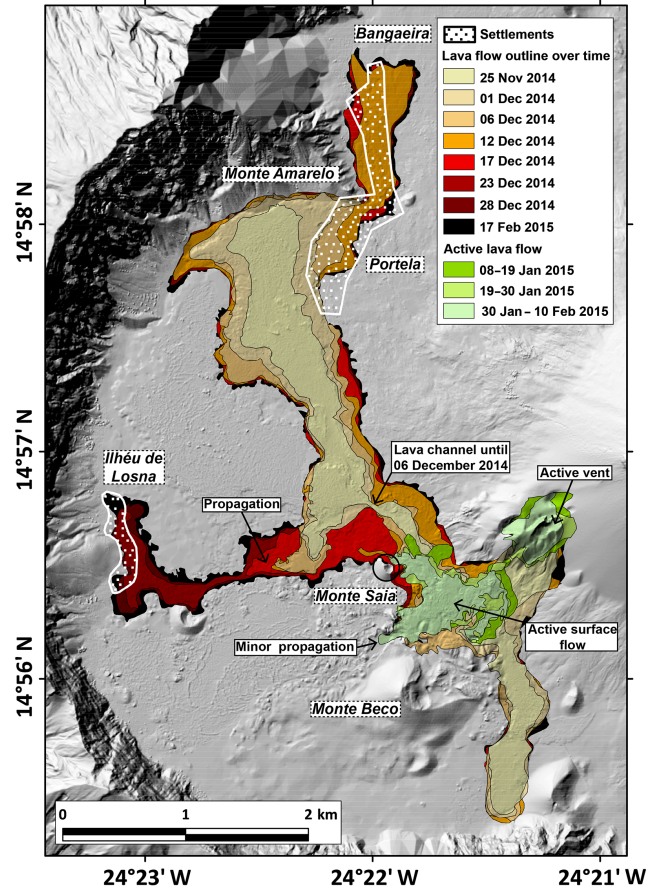 Bangaeira
Settlements
Lava flow outline over time
25 Nov 2014
01 Dec 2014
06 Dec 2014
12 Dec 2014
17 Dec 2014
23 Dec 2014
28 Dec 2014
17 Feb 2015
Active lava flow
08–19 Jan 2015
19–30 Jan 2015
30 Jan – 10 Feb 2015
Monte Amarelo
14°58' N
Portela
14°57' N
Lava channel until
06 December 2014
Ilhéu de
Losna
Active vent
Propagation
Monte Saia
Active surface
flow
Minor propagation
14°56' N
Monte Beco
0 1 2 km
24°23' W 24°22' W 24°21' W